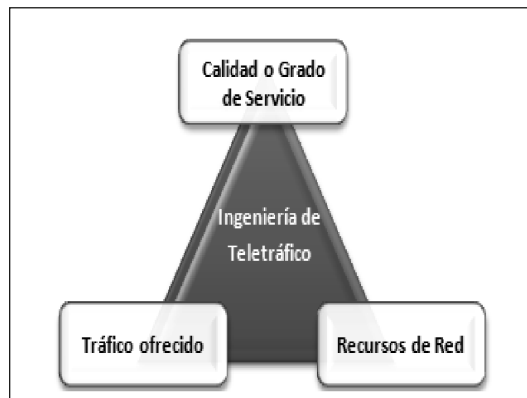 Calidad o Grado
de Servicio
Ingeniería de
Teletráfico
Tráfico ofrecido
Recursos de Red